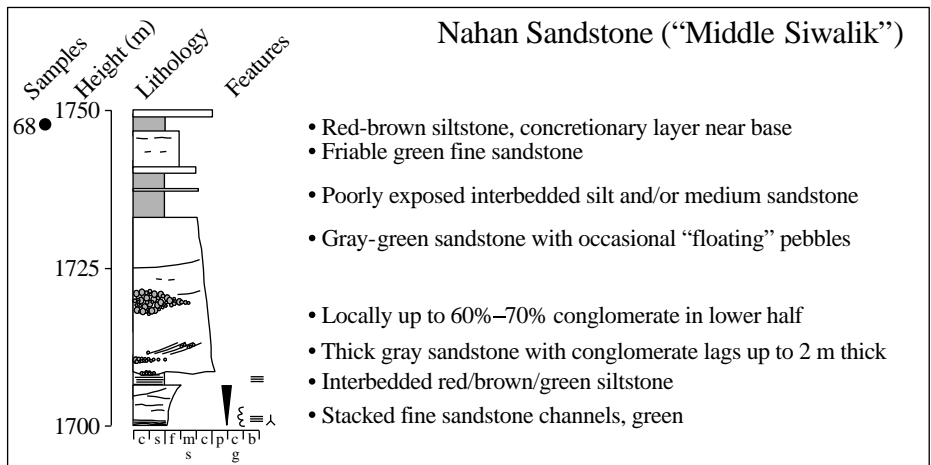 Nahan Sandstone (“Middle Siwalik”)
Samples
Height (m)
Lithology
Features
1750
68
• Red-brown siltstone, concretionary layer near base
• Friable green fine sandstone
• Poorly exposed interbedded silt and/or medium sandstone
• Gray-green sandstone with occasional “floating” pebbles
1725
• Locally up to 60%–70% conglomerate in lower half
• Thick gray sandstone with conglomerate lags up to 2 m thick
• Interbedded red/brown/green siltstone
• Stacked fine sandstone channels, green
1700
c s f m c p c b
s g